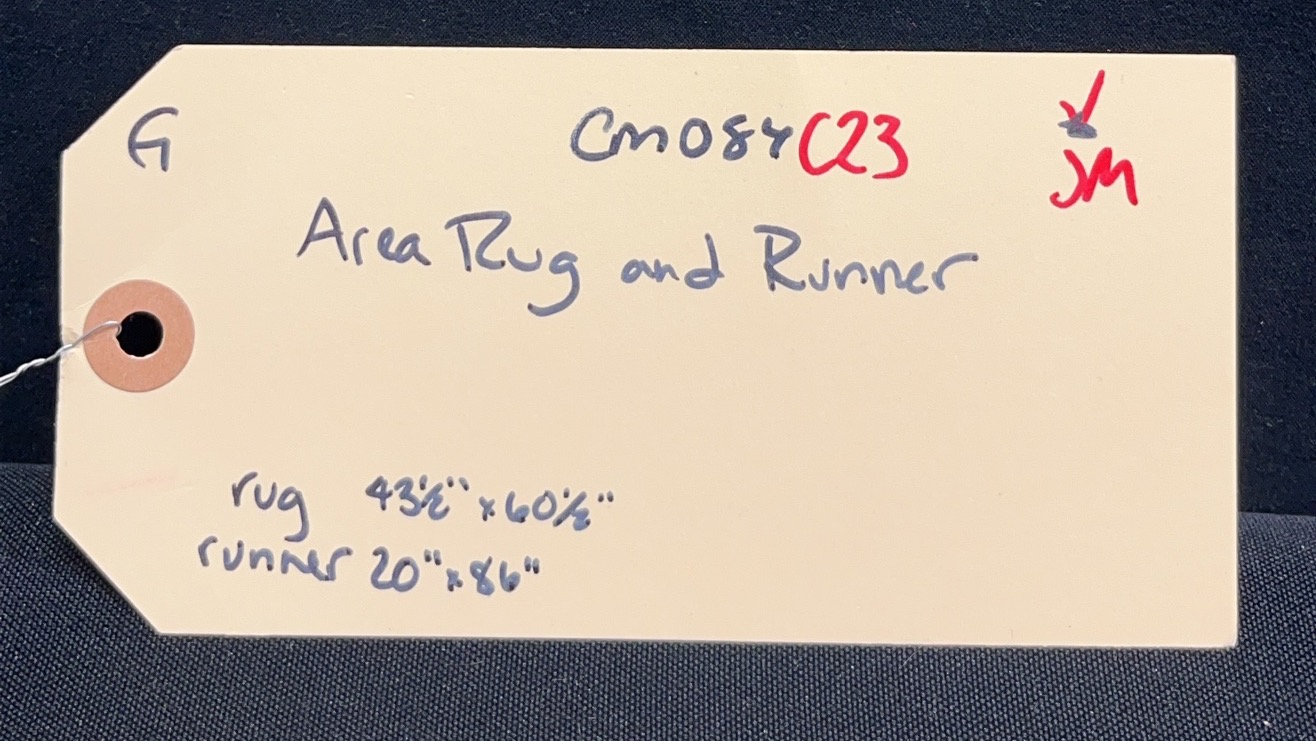 G Cm084C23
JM
Area Rug and Runner
rug 43½" x 60½"
runner 20" x 86"